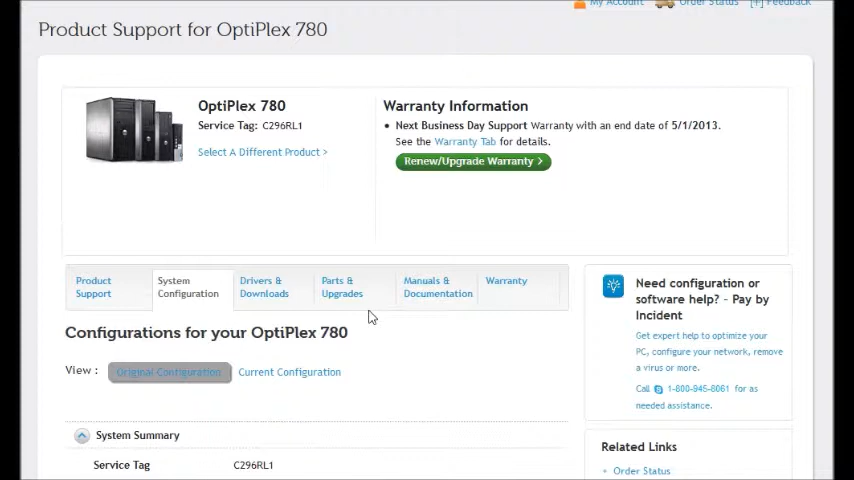 My Account Order Status [+] Feedback
Product Support for OptiPlex 780
OptiPlex 780
Service Tag: C296RL1
Select A Different Product >
Warranty Information
• Next Business Day Support Warranty with an end date of 5/1/2013.
See the Warranty Tab for details.
Renew/Upgrade Warranty >
Product
Support
System
Configuration
Drivers &
Downloads
Parts &
Upgrades
Manuals &
Documentation
Warranty
Configurations for your OptiPlex 780
View :
Original Configuration
Current Configuration
System Summary
Service Tag C296RL1
Need configuration or
software help? - Pay by
Incident
Get expert help to optimize your
PC, configure your network, remove
a virus or more.
Call 1-800-945-8061 for as
needed assistance.
Related Links
• Order Status